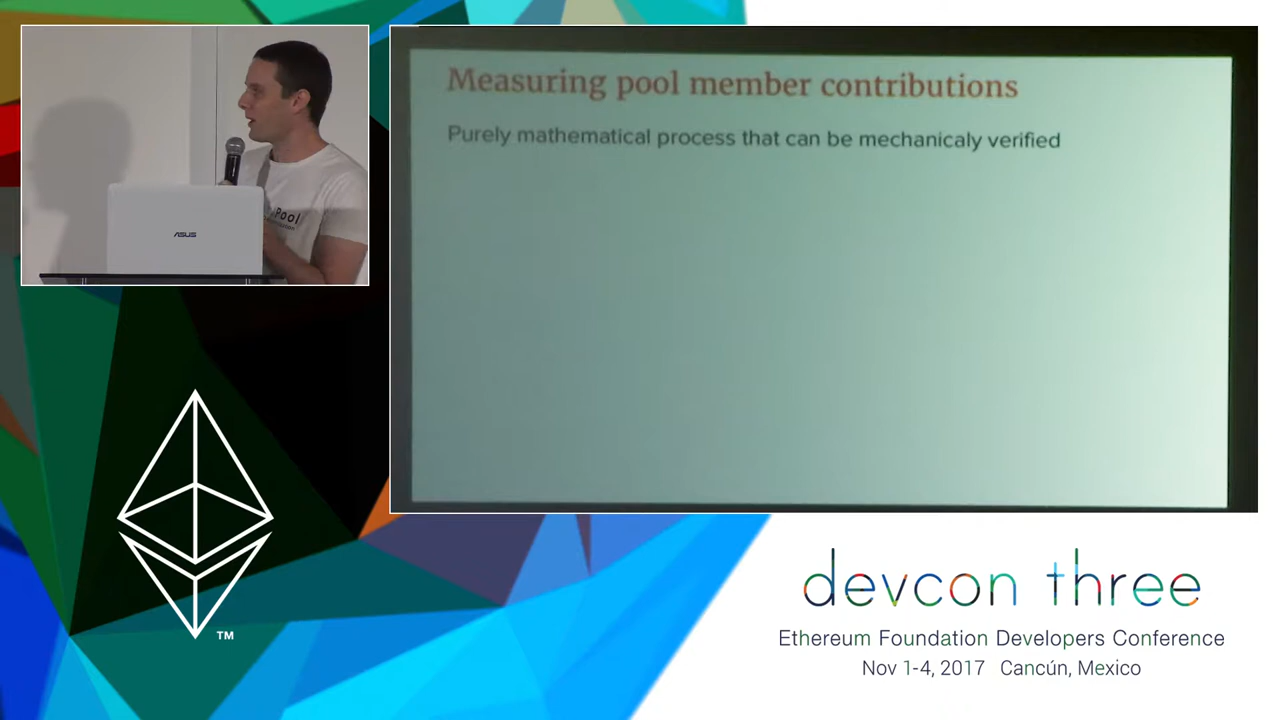 Measuring pool member contributions
Purely mathematical process that can be mechanicaly verified
Pool
ASUS
TM
devcon three
Ethereum Foundation Developers Conference
Nov 1-4, 2017 Cancún, Mexico